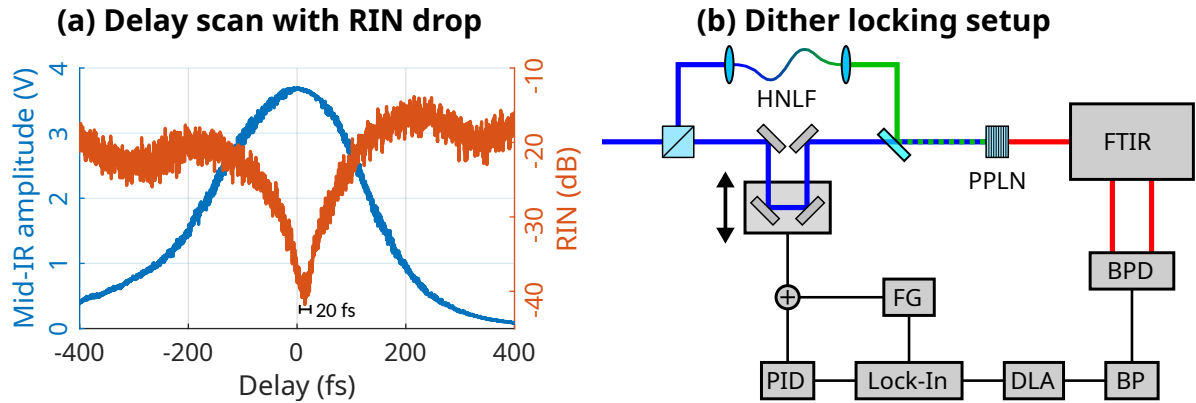 (a) Delay scan with RIN drop
Mid-IR amplitude (V)
4
3
2
1
0
-400
-200
0
200
400
Delay (fs)
-10
-20
-30
-40
RIN (dB)
20 fs
(b) Dither locking setup
HNLF
PPLN
FTIR
BPD
+
FG
PID
Lock-In
DLA
BP